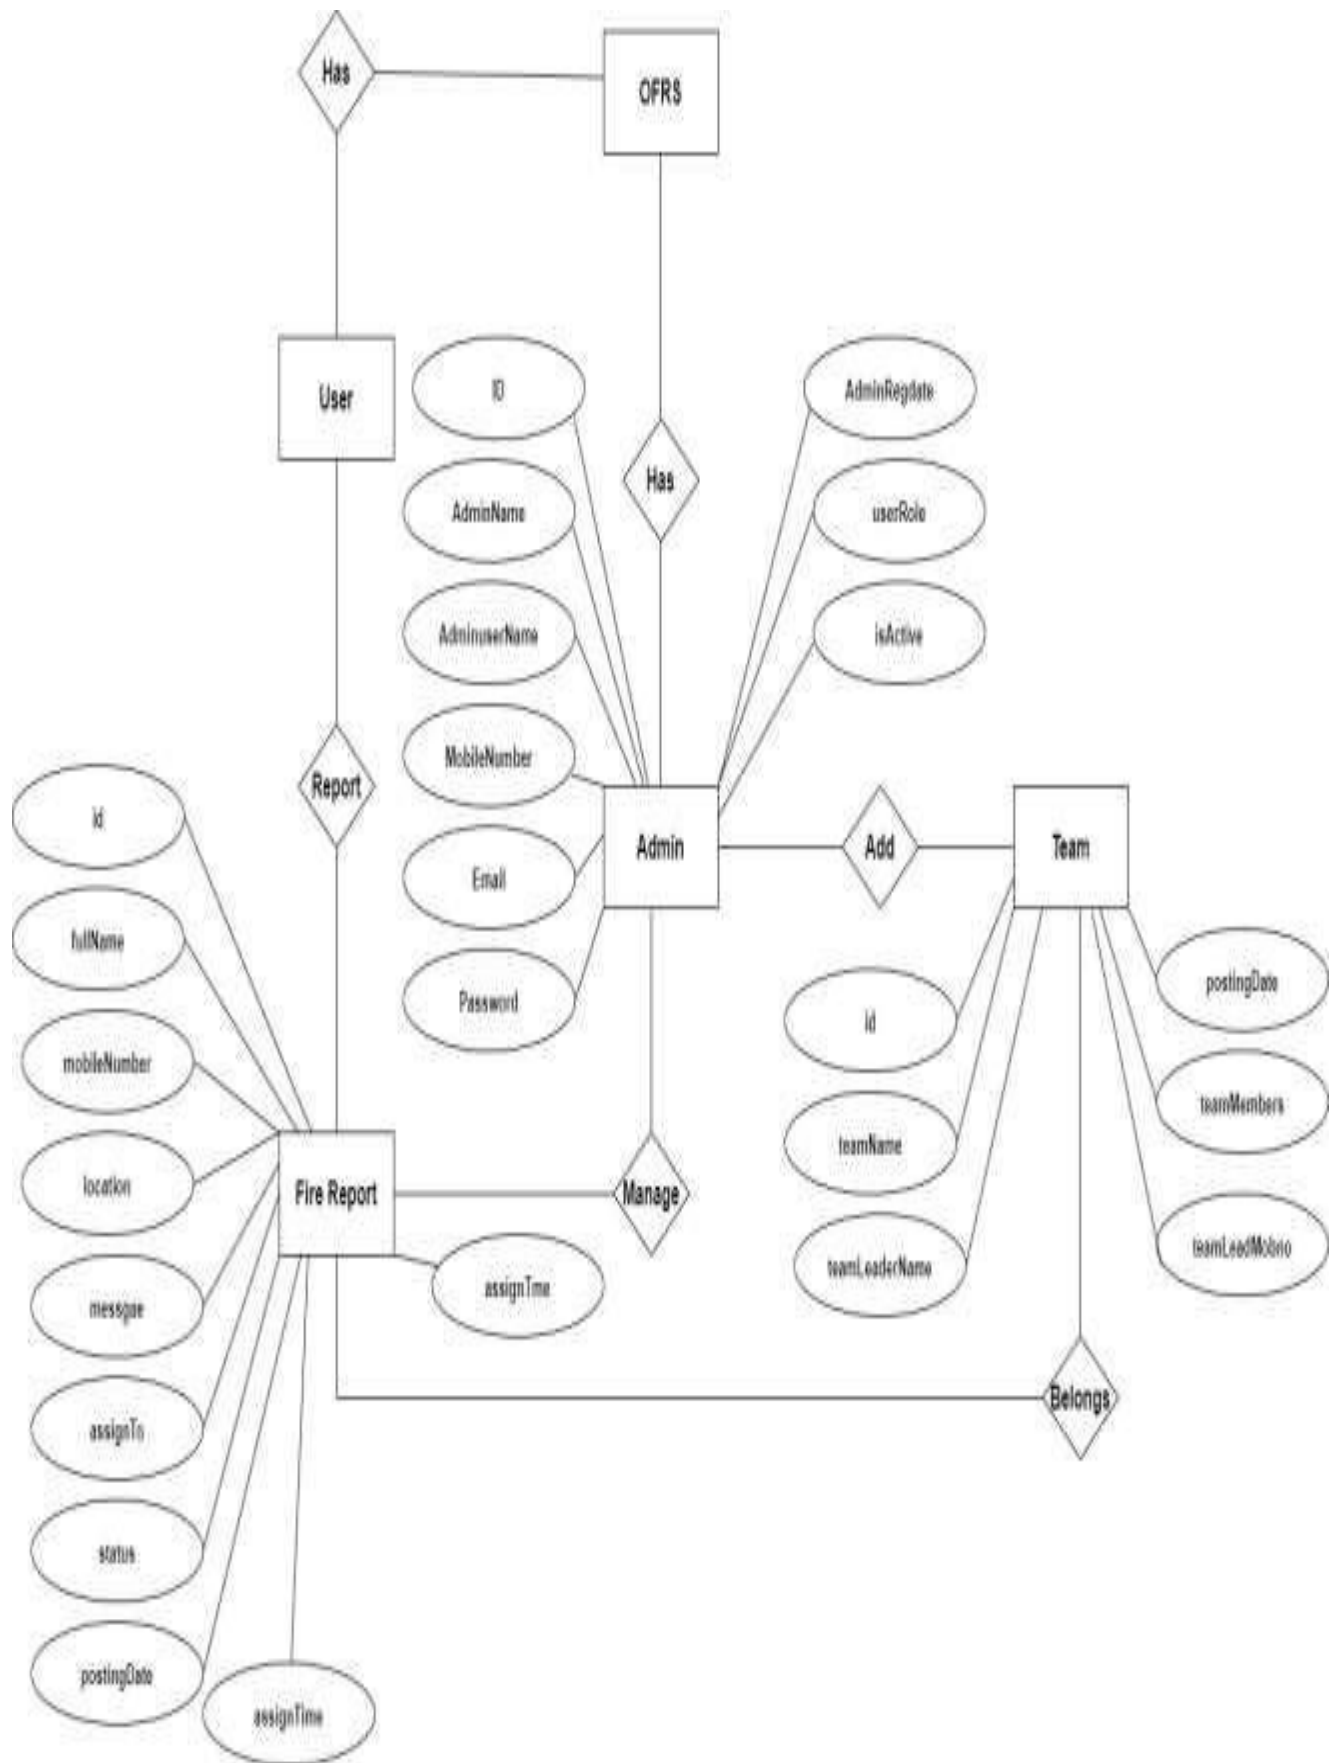 Has
OFRS
User
ID
AdminRegdate
Has
AdminName
userRole
AdminuserName
isActive
MobileNumber
Report
id
Admin
Add
Team
Email
fullName
Password
postingDate
id
mobileNumber
teamMembers
teamName
location
Fire Report
Manage
teamLeadMobno
teamLeaderName
assignTme
messgae
Belongs
assignTo
status
postingDate
assignTime